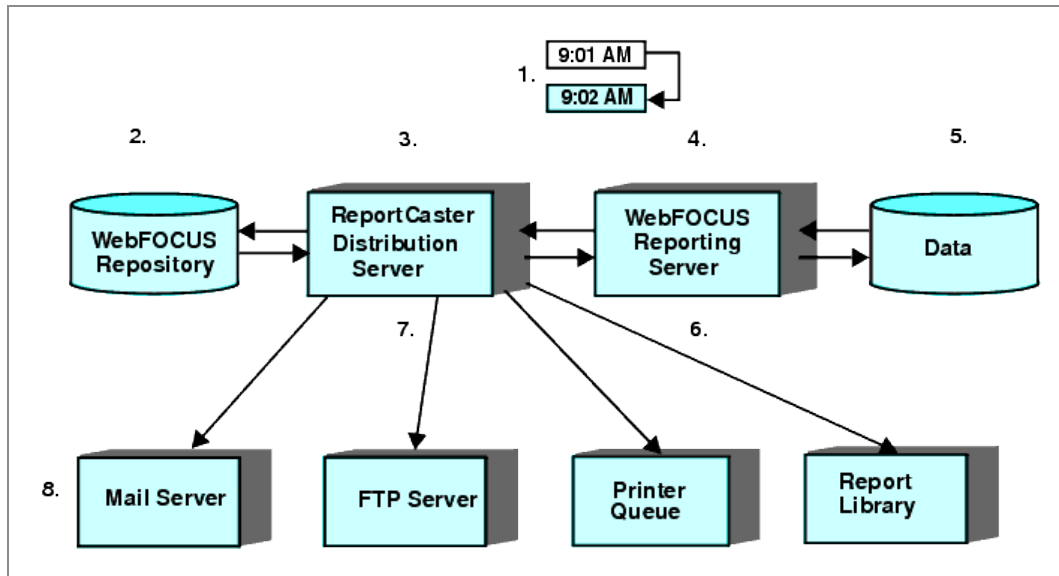 1.
9:01 AM
9:02 AM
2.
3.
4.
5.
WebFOCUS
Repository
ReportCaster
Distribution
Server
WebFOCUS
Reporting
Server
Data
7.
6.
8.
Mail Server
FTP Server
Printer
Queue
Report
Library